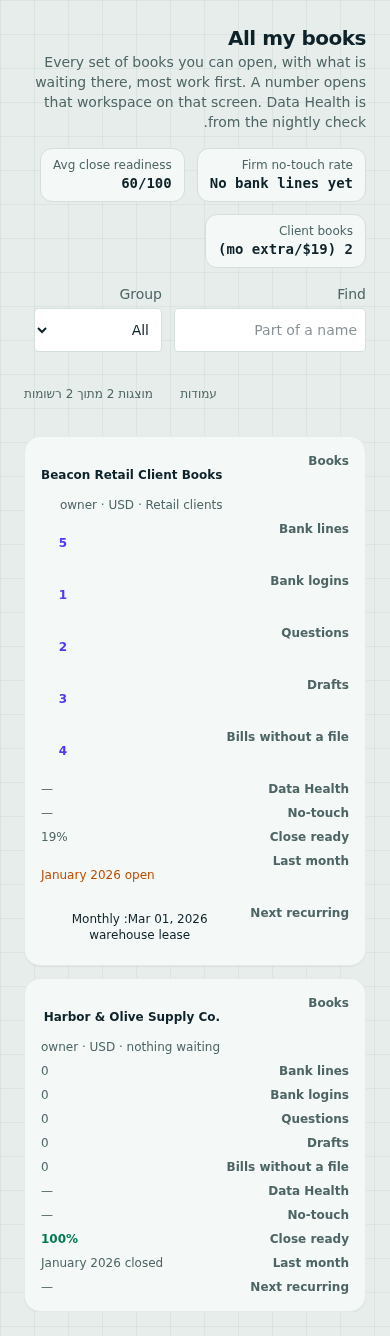 All my books
Every set of books you can open, with what is
waiting there, most work first. A number opens
that workspace on that screen. Data Health is
.from the nightly check
Firm no-touch rate
No bank lines yet
Avg close readiness
60/100
Client books
(mo extra/$19) 2
Find
Part of a name
Group
All
עמודות
מוצגות 2 מתוך 2 רשומות
Books
Beacon Retail Client Books
owner · USD · Retail clients
Bank lines
5
Bank logins
1
Questions
2
Drafts
3
Bills without a file
4
Data Health
—
No-touch
—
Close ready
19%
Last month
January 2026 open
Next recurring
Monthly :Mar 01, 2026
warehouse lease
Books
Harbor & Olive Supply Co.
owner · USD · nothing waiting
Bank lines
0
Bank logins
0
Questions
0
Drafts
0
Bills without a file
0
Data Health
—
No-touch
—
Close ready
100%
Last month
January 2026 closed
Next recurring
—